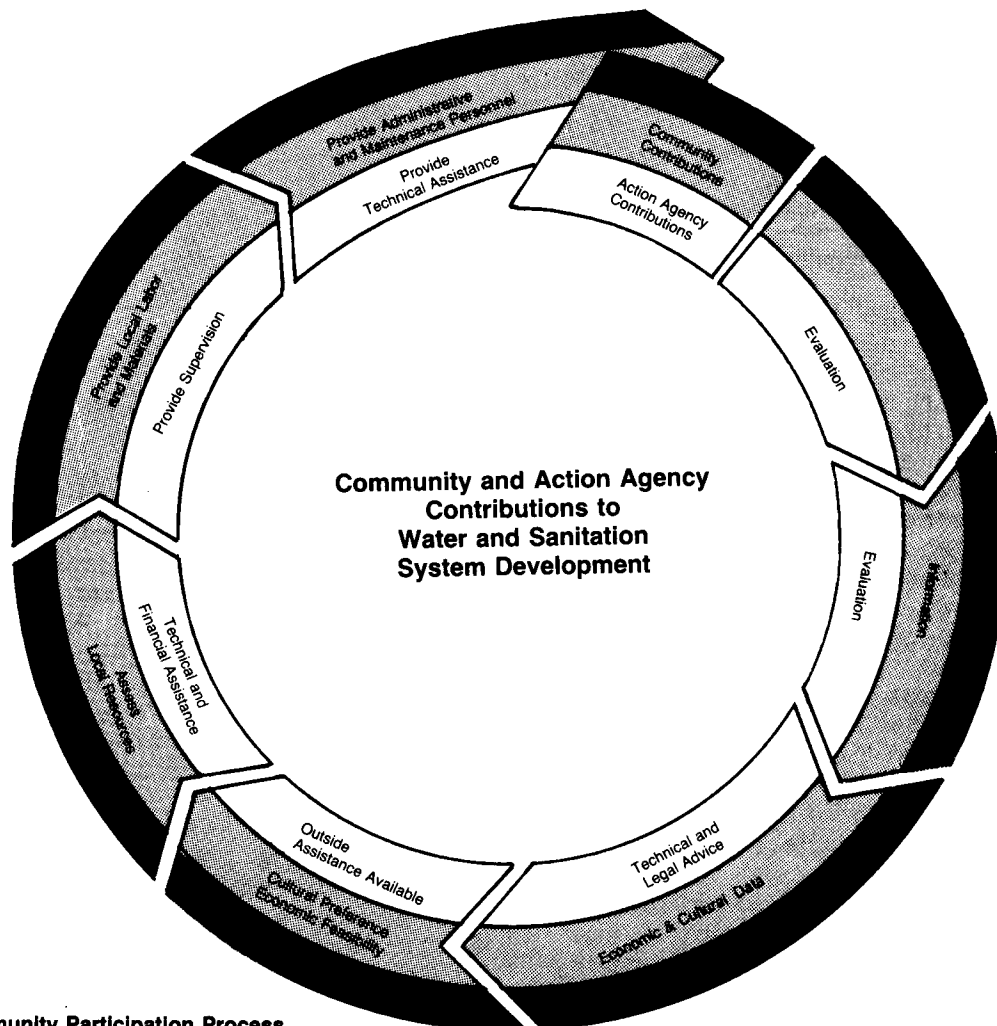 Community
Contributions
Action Agency
Contributions
Evaluation
Information
Evaluation
Economic & Cultural Data
Technical and
Legal Advice
Cultural Preference
Economic Feasibility
Outside
Assistance Available
Assess
Local Resources
Technical and
Financial Assistance
Provide Local Labor
and Materials
Provide Supervision
Provide Administrative
and Maintenance Personnel
Provide
Technical Assistance
Community and Action Agency
Contributions to
Water and Sanitation
System Development
Participation Process